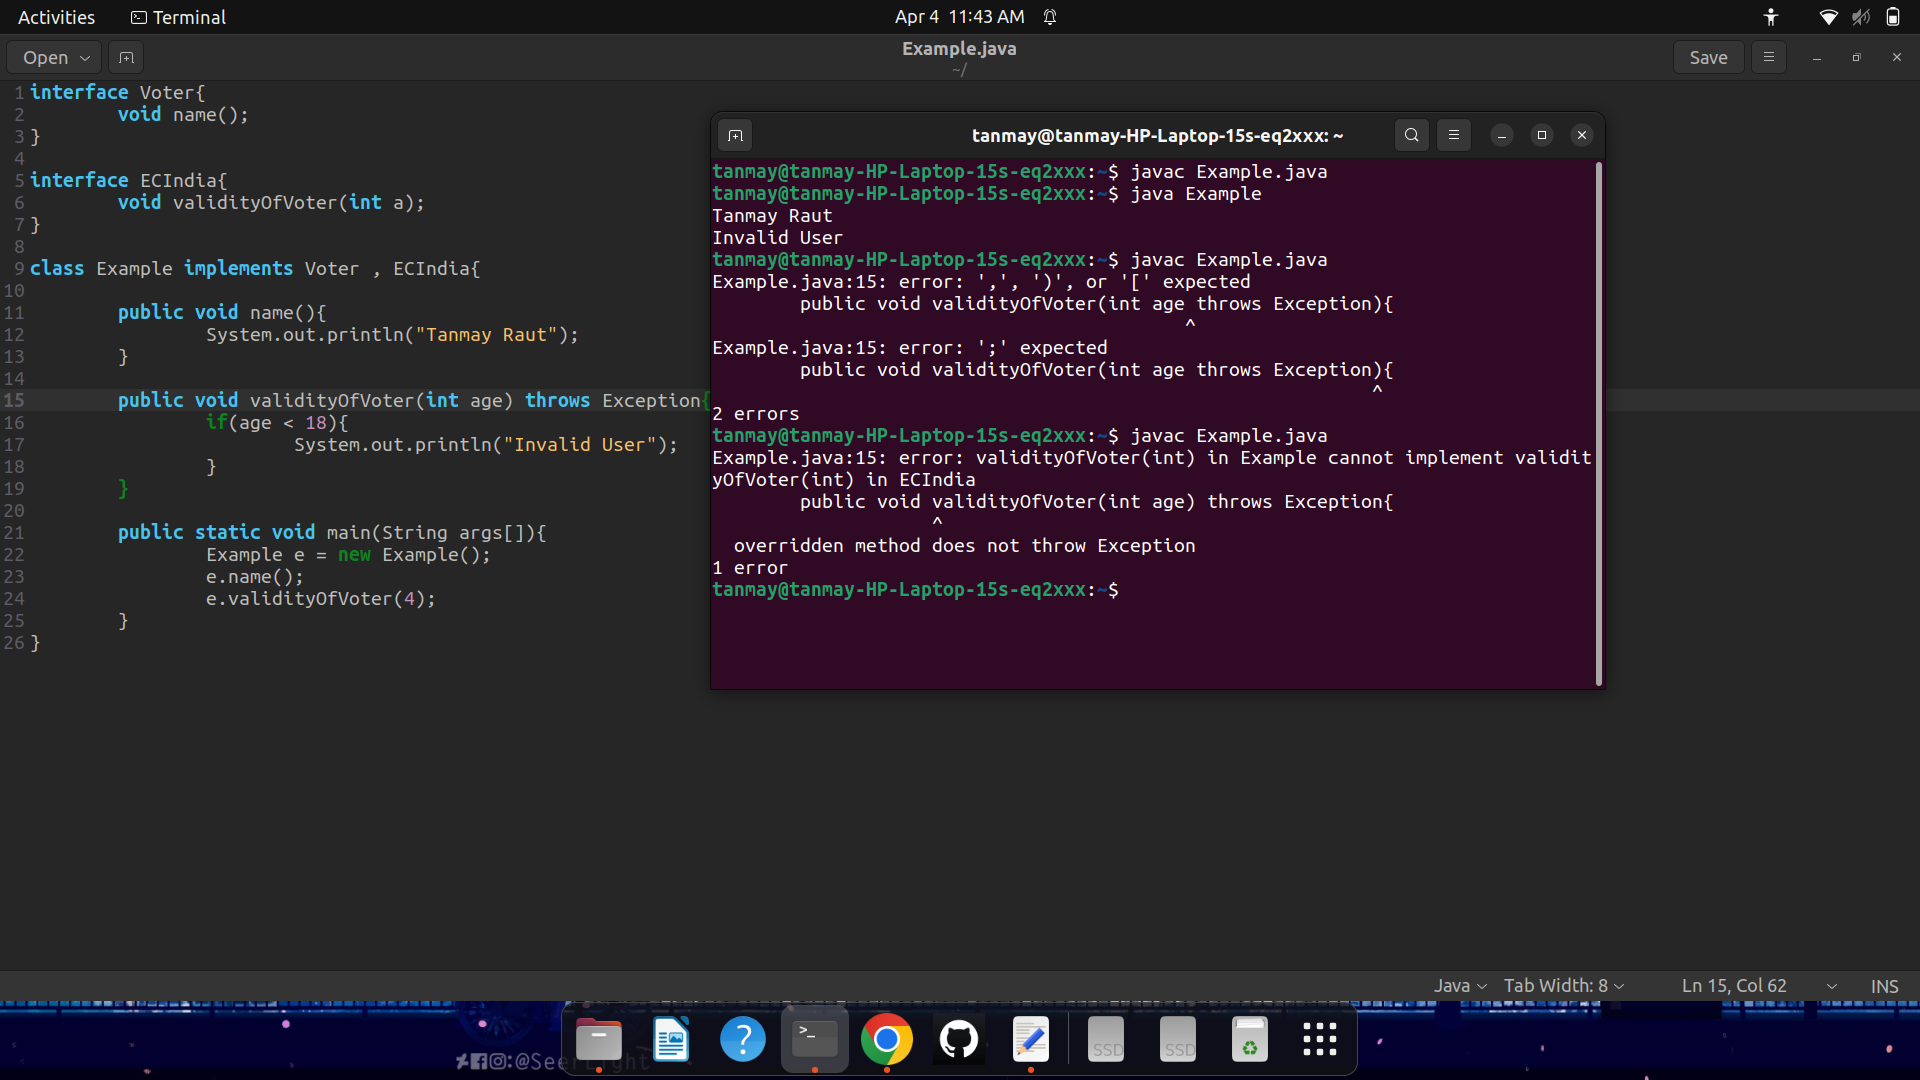 Activities Terminal Apr 4 11:43 AM
Open Example.java Save
~/
1 interface Voter{
2 void name();
3 }
4
5 interface ECIndia{
6 void validityOfVoter(int a);
7 }
8
9 class Example implements Voter , ECIndia{
10
11 public void name(){
12 System.out.println("Tanmay Raut");
13 }
14
15 public void validityOfVoter(int age) throws Exception{
16 if(age < 18){
17 System.out.println("Invalid User");
18 }
19 }
20
21 public static void main(String args[]){
22 Example e = new Example();
23 e.name();
24 e.validityOfVoter(4);
25 }
26 }
tanmay@tanmay-HP-Laptop-15s-eq2xxx: ~
tanmay@tanmay-HP-Laptop-15s-eq2xxx:~$ javac Example.java
tanmay@tanmay-HP-Laptop-15s-eq2xxx:~$ java Example
Tanmay Raut
Invalid User
tanmay@tanmay-HP-Laptop-15s-eq2xxx:~$ javac Example.java
Example.java:15: error: ',', ')', or '[' expected
public void validityOfVoter(int age throws Exception){
^
Example.java:15: error: ';' expected
public void validityOfVoter(int age throws Exception){
^
2 errors
tanmay@tanmay-HP-Laptop-15s-eq2xxx:~$ javac Example.java
Example.java:15: error: validityOfVoter(int) in Example cannot implement validit
yOfVoter(int) in ECIndia
public void validityOfVoter(int age) throws Exception{
^
overridden method does not throw Exception
1 error
tanmay@tanmay-HP-Laptop-15s-eq2xxx:~$
Java Tab Width: 8 Ln 15, Col 62 INS
>_ ? SSD SSD
:@SeerLight